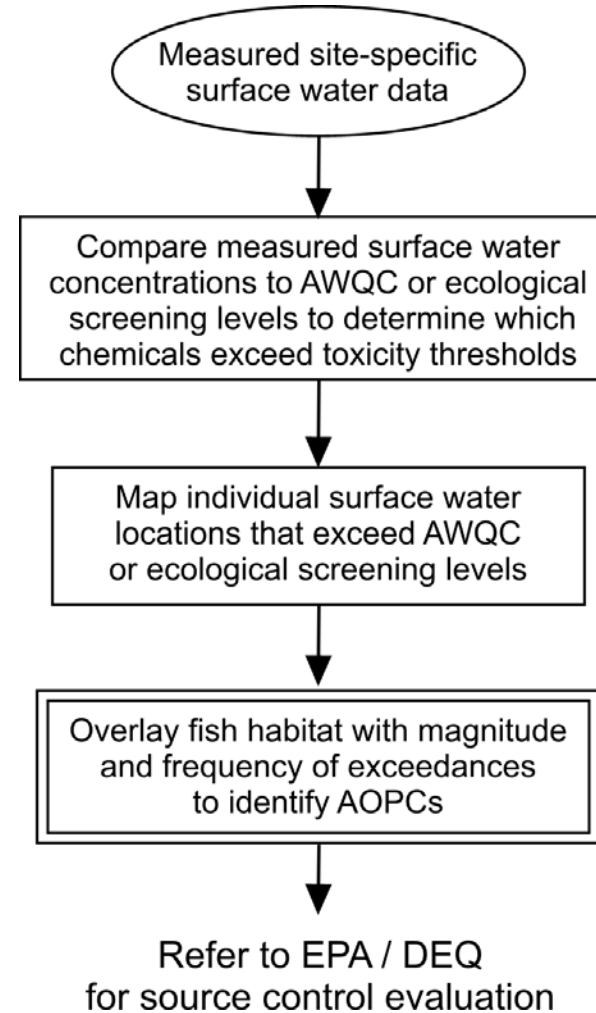 Measured site-specific
surface water data
Compare measured surface water
concentrations to AWQC or ecological
screening levels to determine which
chemicals exceed toxicity thresholds
Map individual surface water
locations that exceed AWQC
or ecological screening levels
Overlay fish habitat with magnitude
and frequency of exceedances
to identify AOPCs
Refer to EPA / DEQ
for source control evaluation